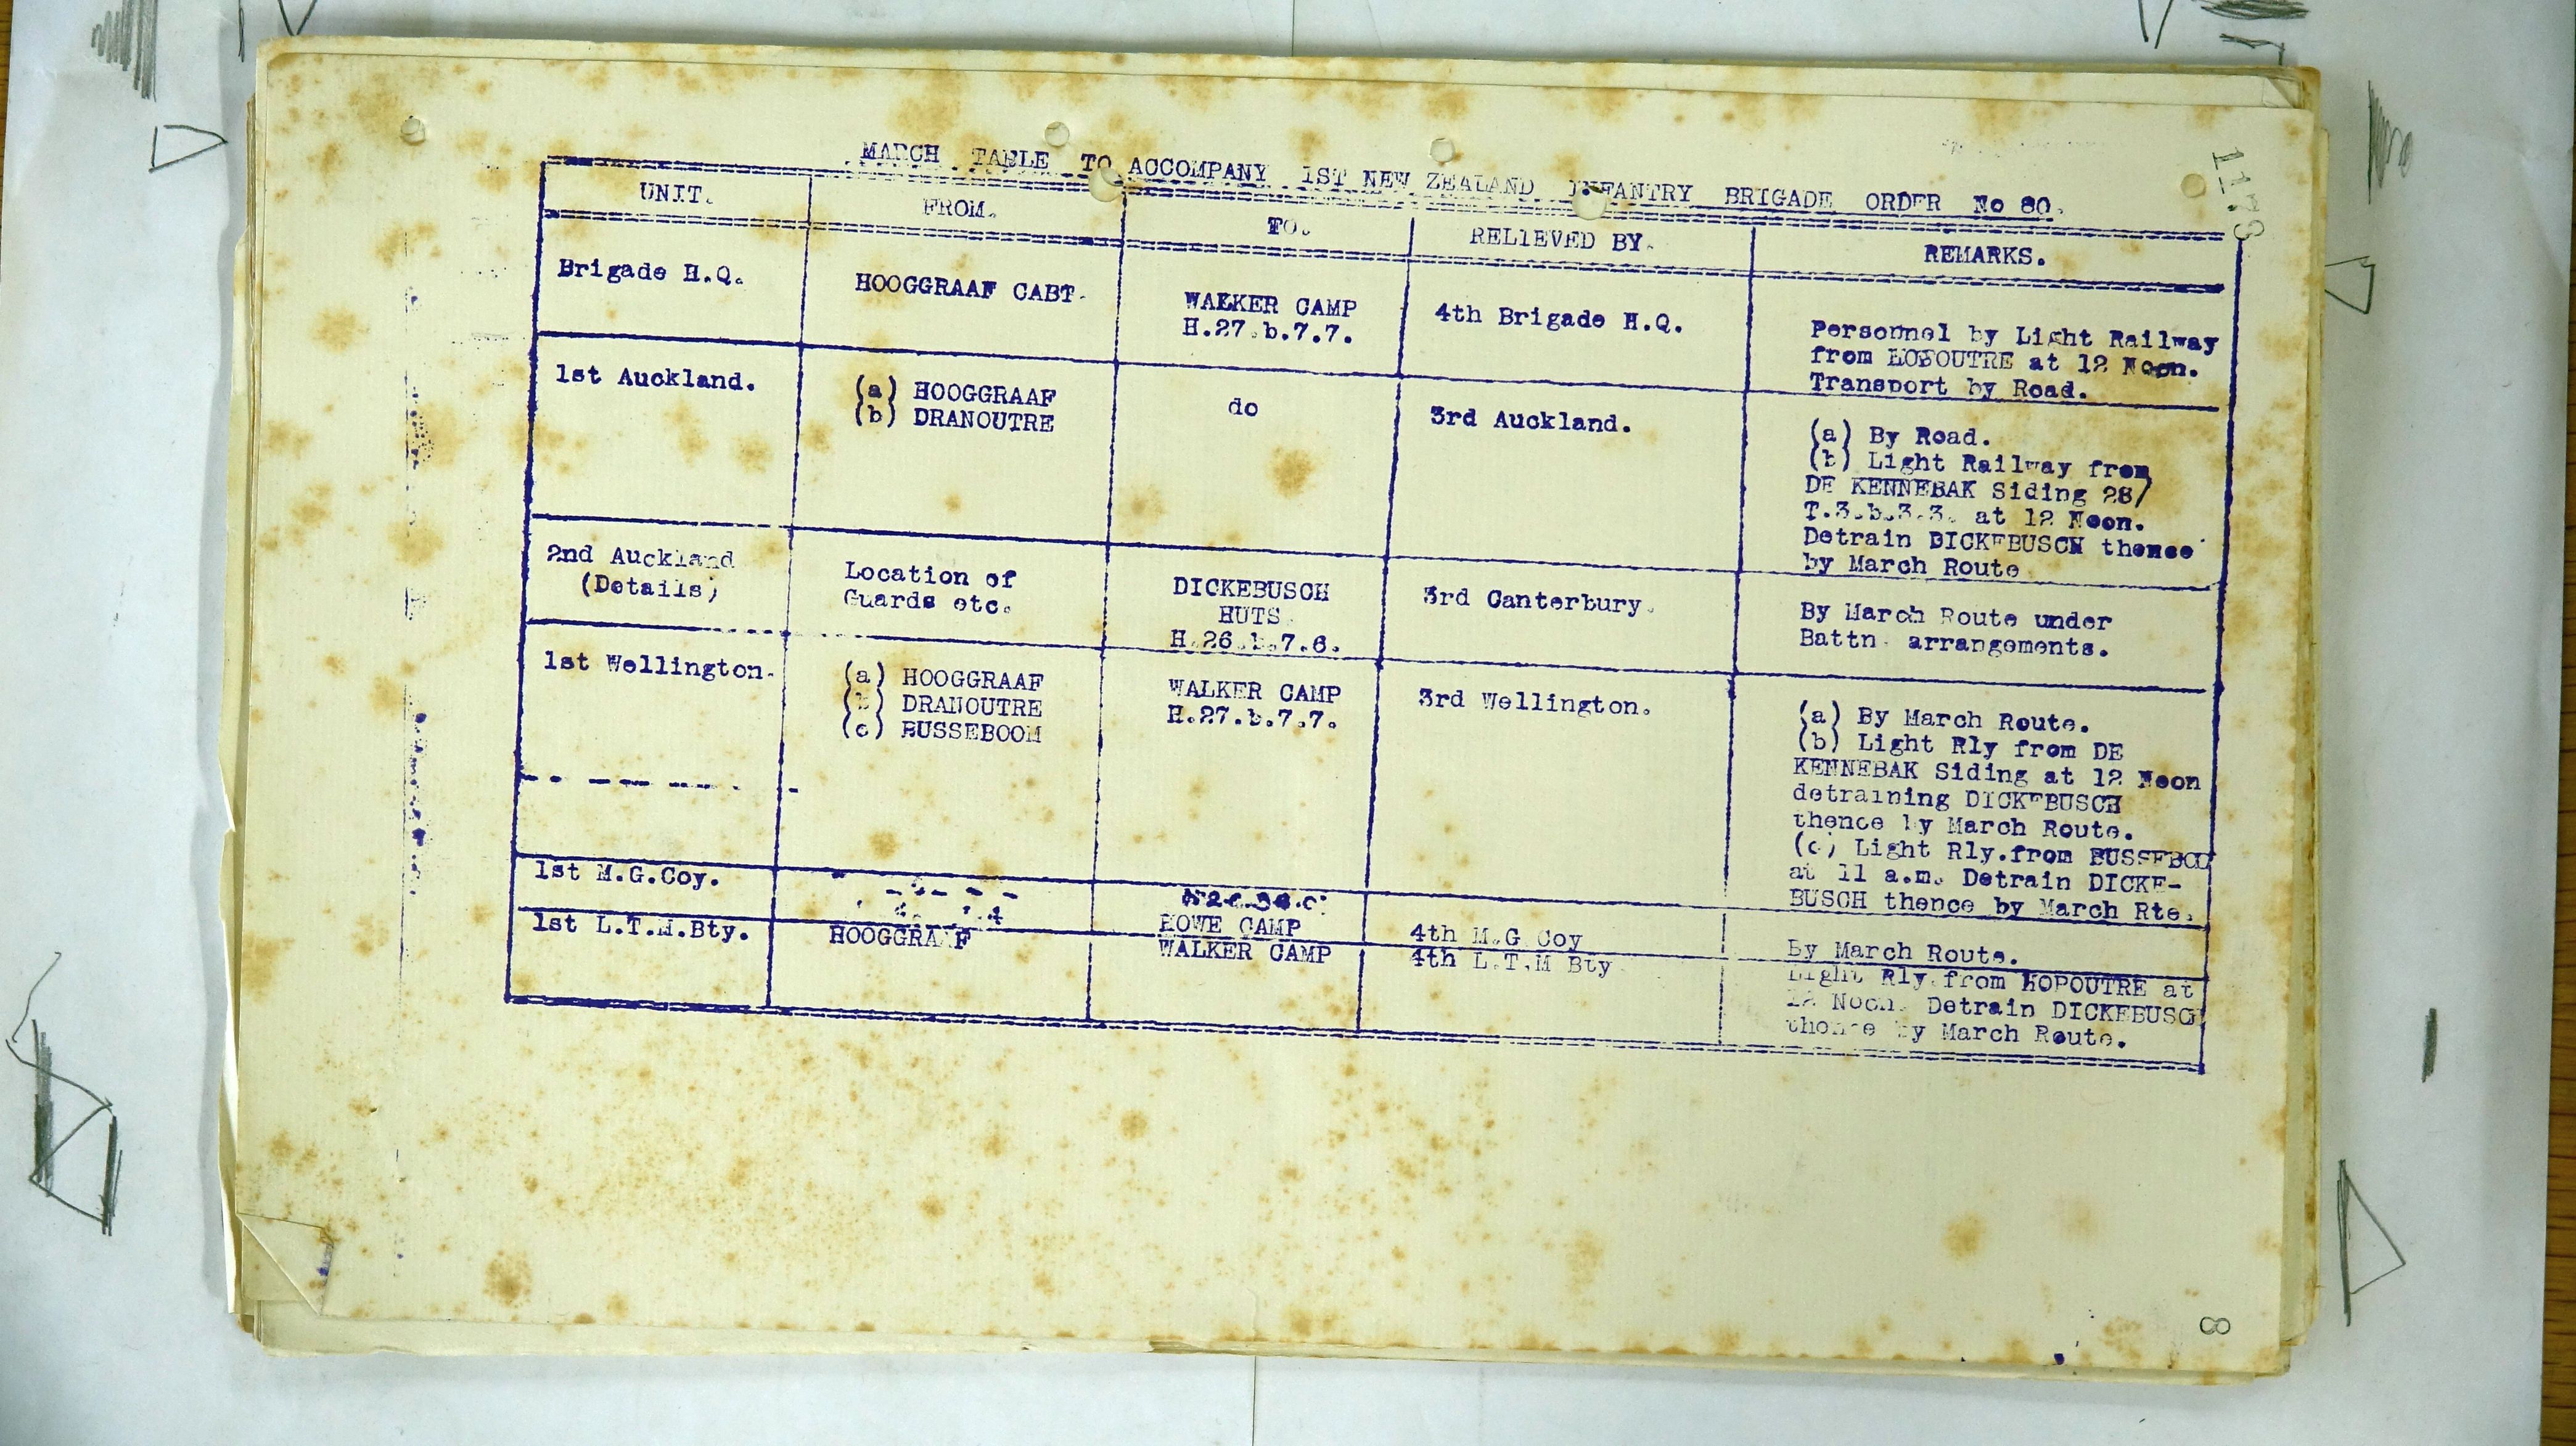 MARCH TABLE TO ACCOMPANY 1ST NEW ZEALAND INFANTRY BRIGADE ORDER No 80.
UNIT. FROM. TO. RELIEVED BY. REMARKS.
Brigade H.Q.
HOOGGRAAF CABT.
WALKER CAMP
H.27.b.7.7.
4th Brigade H.Q.
Personnel by Light Railway
from HOPOUTRE at 12 Noon.
Transport by Road.
1st Auckland.
(a) HOOGGRAAF
(b) DRANOUTRE
do
3rd Auckland.
(a) By Road.
(b) Light Railway from
DE KENNEBAK Siding 28/
T.3.b.3.3. at 12 Noon.
Detrain DICKEBUSCH thence
by March Route
2nd Auckland
(Details)
Location of
Guards etc.
DICKEBUSCH
HUTS
H.26.b.7.6.
3rd Canterbury.
By March Route under
Battn. arrangements.
1st Wellington.
(a) HOOGGRAAF
(b) DRANOUTRE
(c) BUSSEBOOM
WALKER CAMP
H.27.b.7.7.
3rd Wellington.
(a) By March Route.
(b) Light Rly from DE
KENNEBAK Siding at 12 Noon
detraining DICKEBUSCH
thence by March Route.
(c) Light Rly.from BUSSEBOO
at 11 a.m. Detrain DICKE-
BUSCH thence by March Rte.
1st M.G.Coy.
HOWE CAMP
4th M.G.Coy
By March Route.
1st L.T.M.Bty.
HOOGGRAAF
WALKER CAMP
4th L.T.M Bty
Light Rly.from HOPOUTRE at
12 Noon. Detrain DICKEBUSCH
thence by March Route.
1173
8